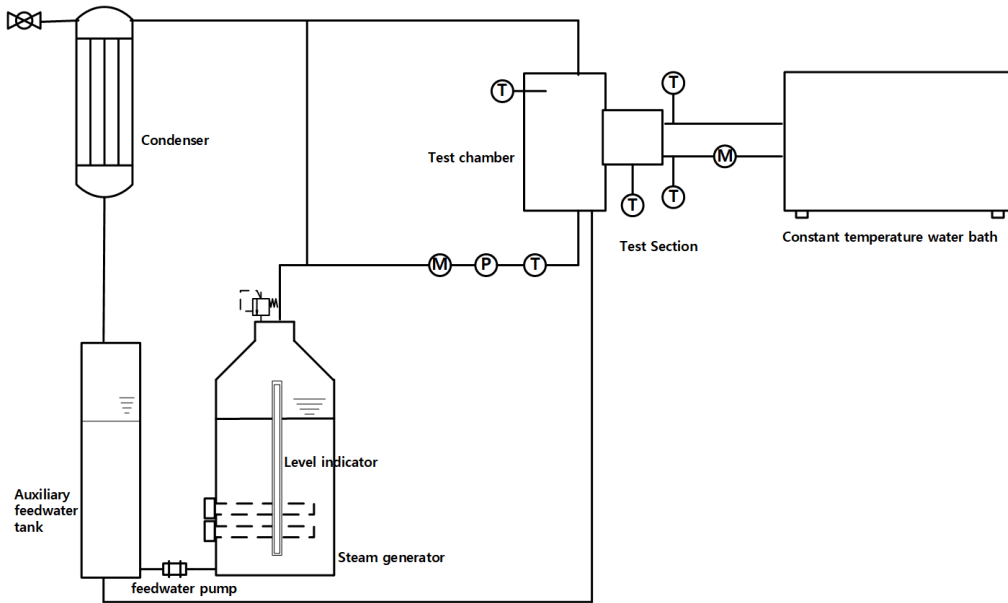 T
T
Condenser
Test chamber
M
T
T
Test Section
Constant temperature water bath
M
P
T
Level indicator
Auxiliary
feedwater
tank
Steam generator
feedwater pump